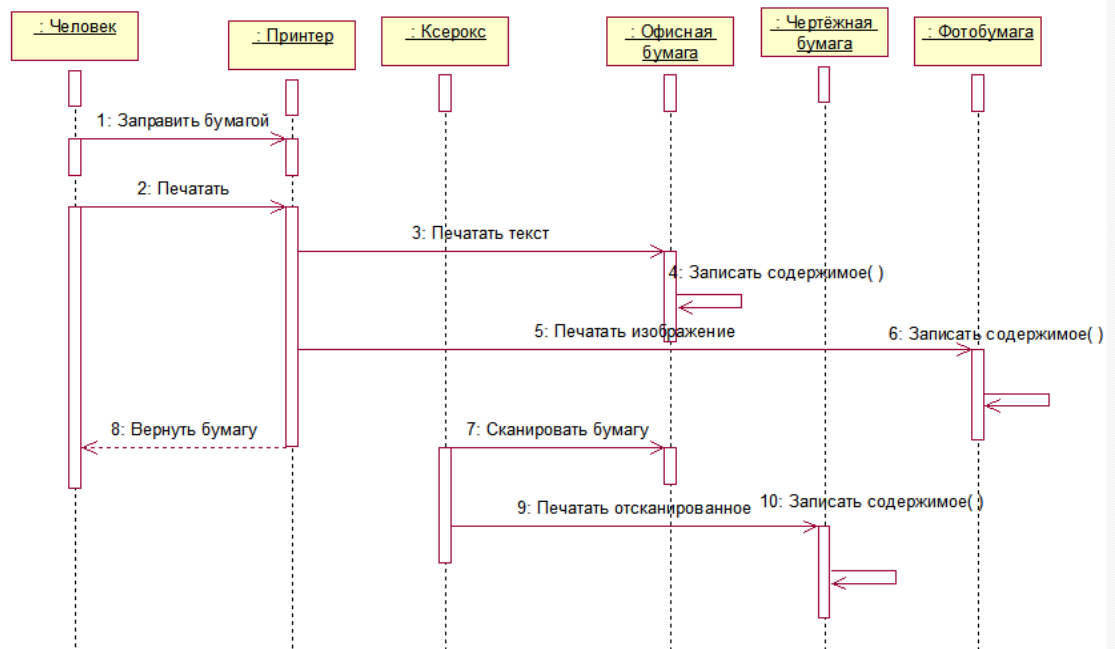 : Человек
: Принтер
: Ксерокс
: Офисная
бумага
: Чертёжная
бумага
: Фотобумага
1: Заправить бумагой
2: Печатать
3: Печатать текст
4: Записать содержимое( )
5: Печатать изображение
6: Записать содержимое( )
8: Вернуть бумагу
7: Сканировать бумагу
9: Печатать отсканированное
10: Записать содержимое( )